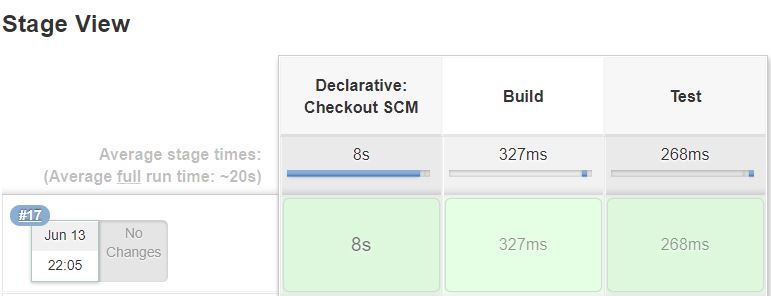 Stage View
Declarative:
Checkout SCM
Build
Test
Average stage times:
(Average full run time: ~20s)
8s
327ms
268ms
#17
Jun 13
22:05
No
Changes
8s
327ms
268ms